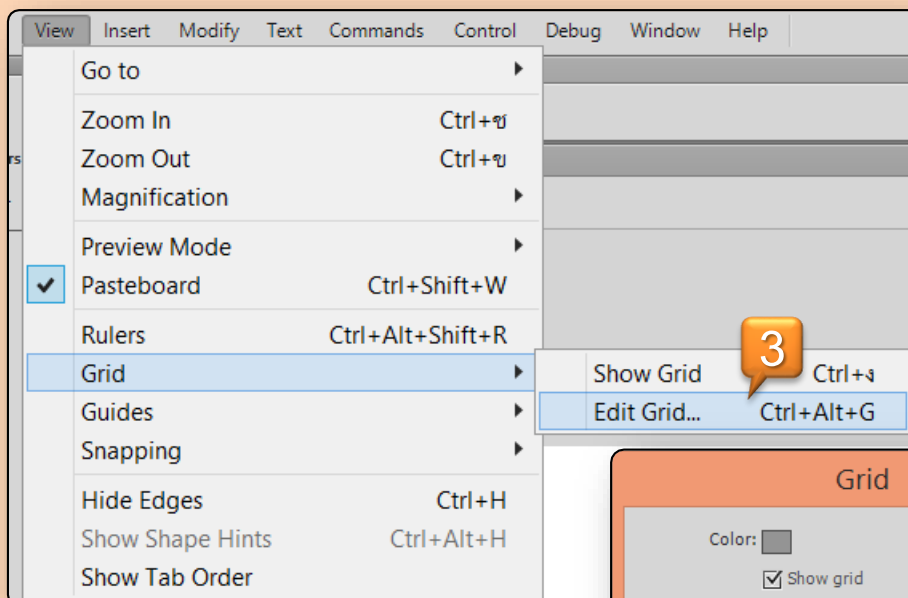 View Insert Modify Text Commands Control Debug Window Help
Go to
Zoom In Ctrl+ช
Zoom Out Ctrl+ข
rs
Magnification
Preview Mode
Pasteboard Ctrl+Shift+W
Rulers Ctrl+Alt+Shift+R
Grid
Guides
Snapping
Hide Edges Ctrl+H
Show Shape Hints Ctrl+Alt+H
Show Tab Order
3
Show Grid Ctrl+ง
Edit Grid... Ctrl+Alt+G
Grid
Color:
Show grid